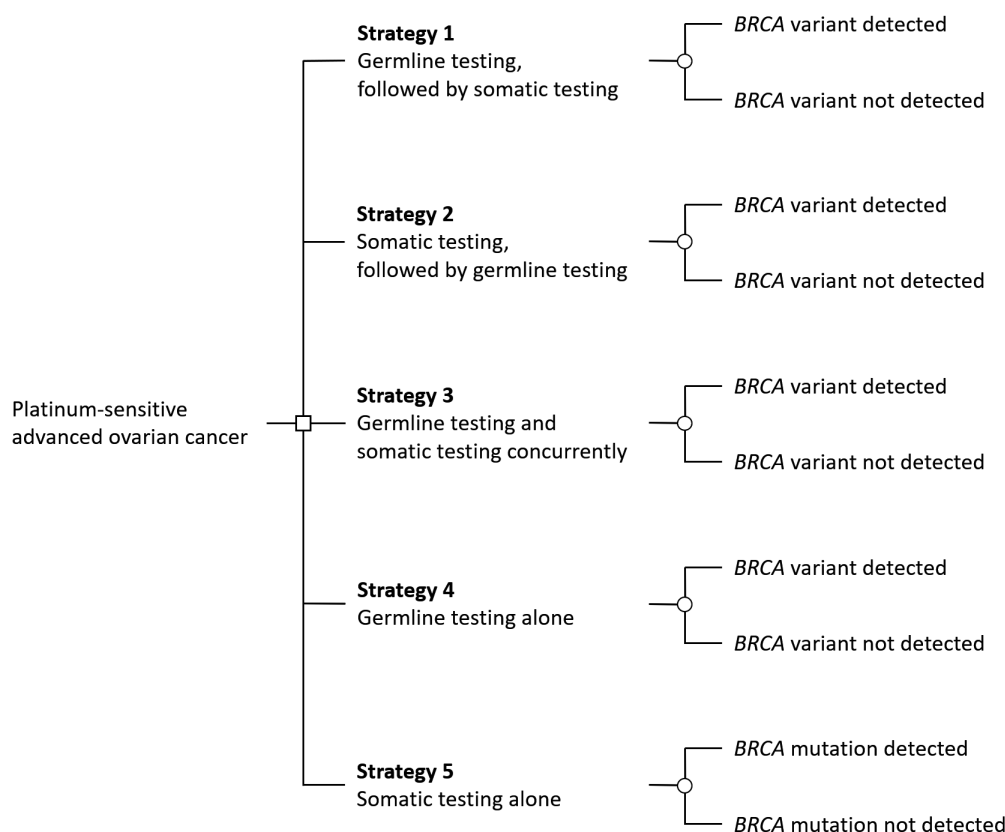 Strategy 1
Germline testing,
followed by somatic testing
BRCA variant detected
BRCA variant not detected
Strategy 2
Somatic testing,
followed by germline testing
BRCA variant detected
BRCA variant not detected
Platinum-sensitive
advanced ovarian cancer
Strategy 3
Germline testing and
somatic testing concurrently
BRCA variant detected
BRCA variant not detected
Strategy 4
Germline testing alone
BRCA variant detected
BRCA variant not detected
Strategy 5
Somatic testing alone
BRCA mutation detected
BRCA mutation not detected